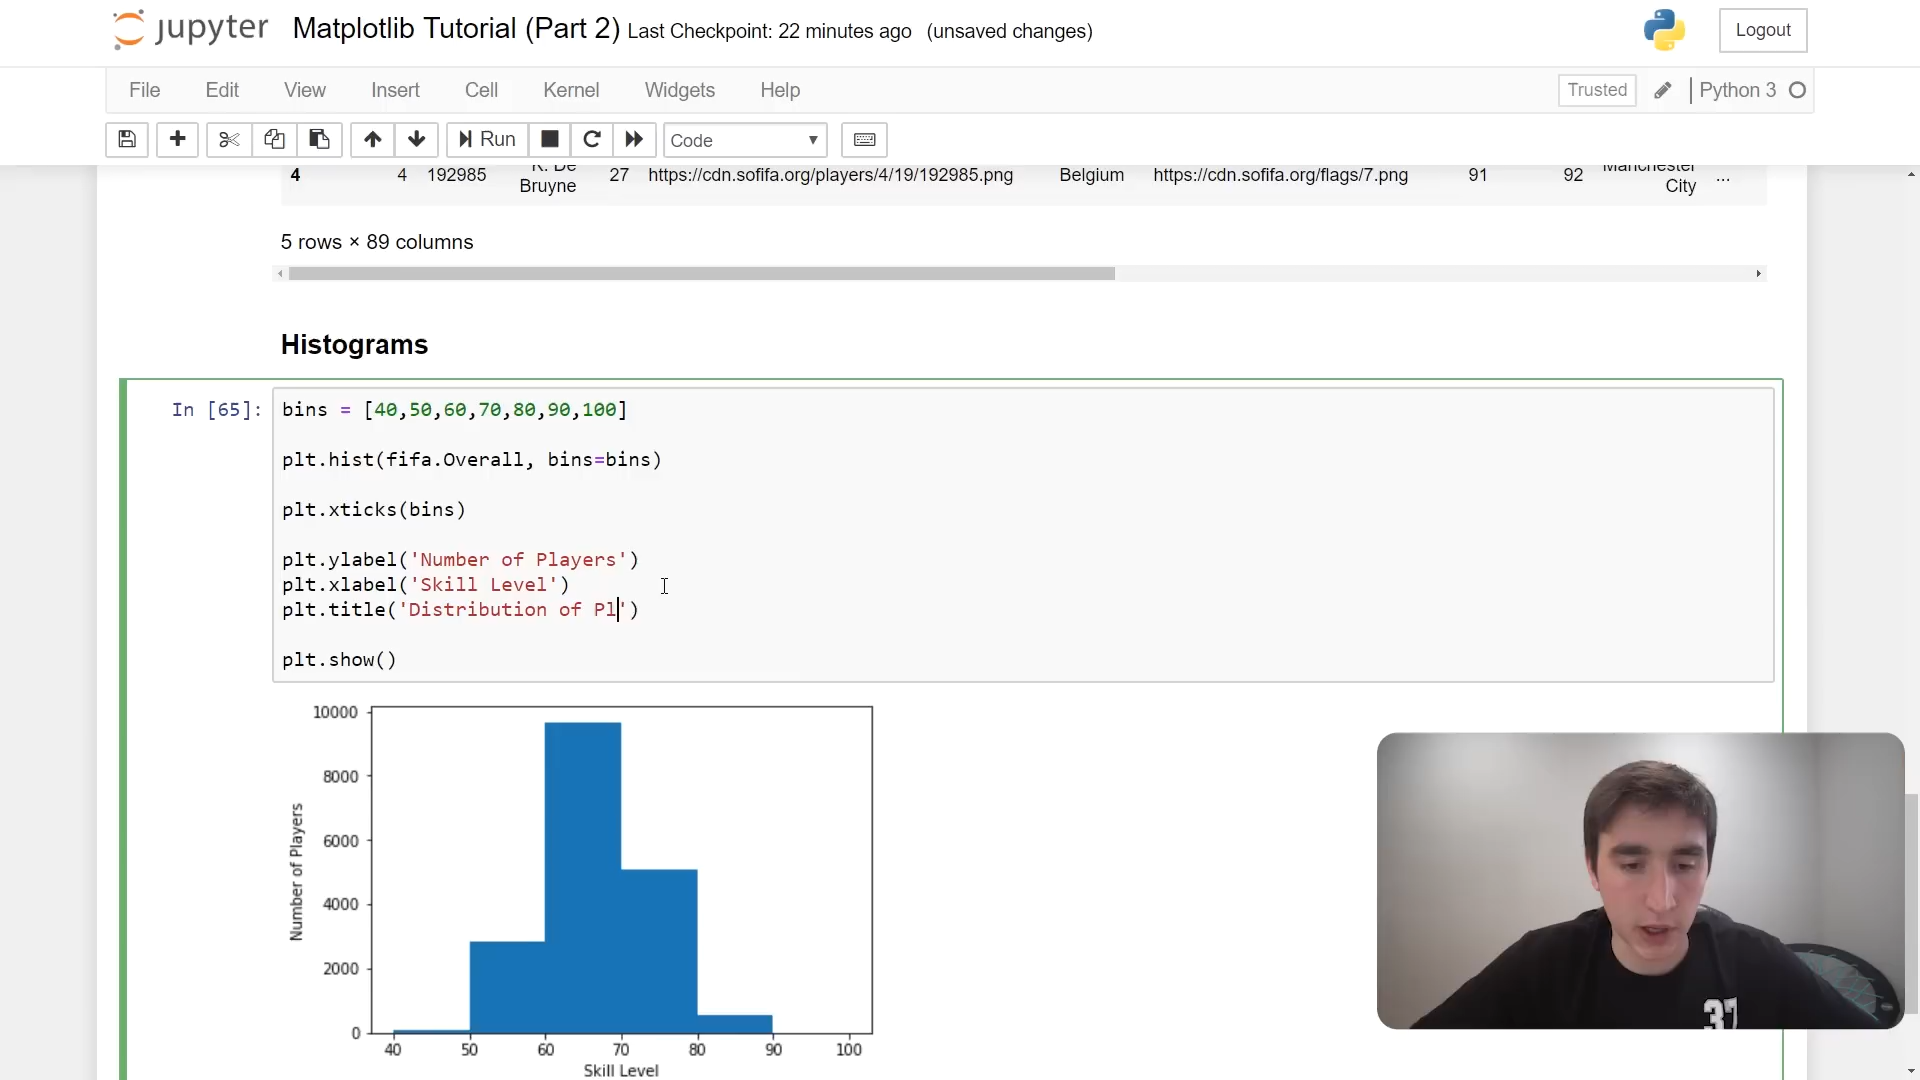 jupyter Matplotlib Tutorial (Part 2) Last Checkpoint: 22 minutes ago (unsaved changes) Logout
File Edit View Insert Cell Kernel Widgets Help Trusted Python 3
Run Code
4 4 192985 K. De Bruyne 27 https://cdn.sofifa.org/players/4/19/192985.png Belgium https://cdn.sofifa.org/flags/7.png 91 92 Manchester City ...
5 rows × 89 columns
Histograms
In [65]: bins = [40,50,60,70,80,90,100]
plt.hist(fifa.Overall, bins=bins)
plt.xticks(bins)
plt.ylabel('Number of Players')
plt.xlabel('Skill Level')
plt.title('Distribution of Pl')
plt.show()
10000
8000
6000
4000
2000
0
Number of Players
40 50 60 70 80 90 100
Skill Level
37